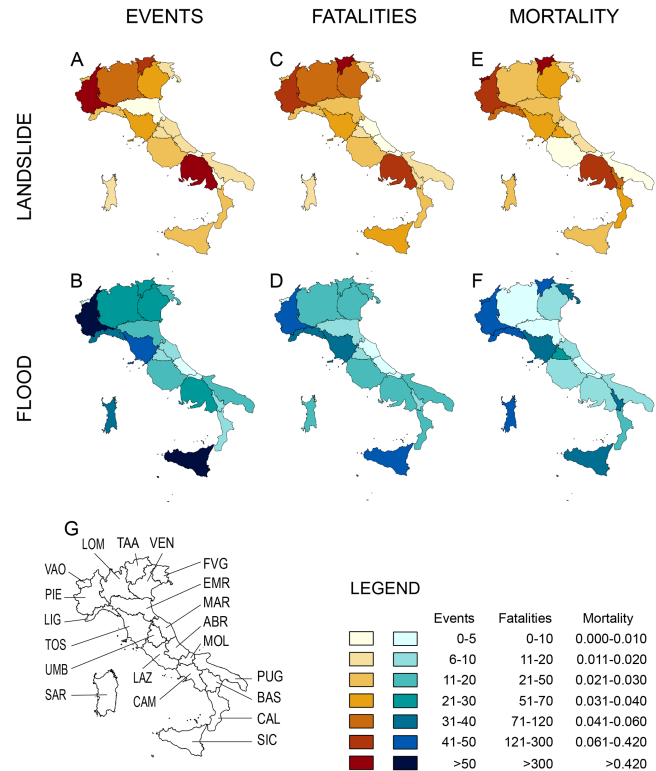 EVENTS FATALITIES MORTALITY
A C E
LANDSLIDE
B D F
FLOOD
G
LOM TAA VEN
FVG
VAO
EMR
PIE
MAR
LIG
ABR
TOS
MOL
UMB
PUG
LAZ
SAR
CAM
BAS
CAL
SIC
LEGEND
Events Fatalities Mortality
0-5 0-10 0.000-0.010
6-10 11-20 0.011-0.020
11-20 21-50 0.021-0.030
21-30 51-70 0.031-0.040
31-40 71-120 0.041-0.060
41-50 121-300 0.061-0.420
>50 >300 >0.420